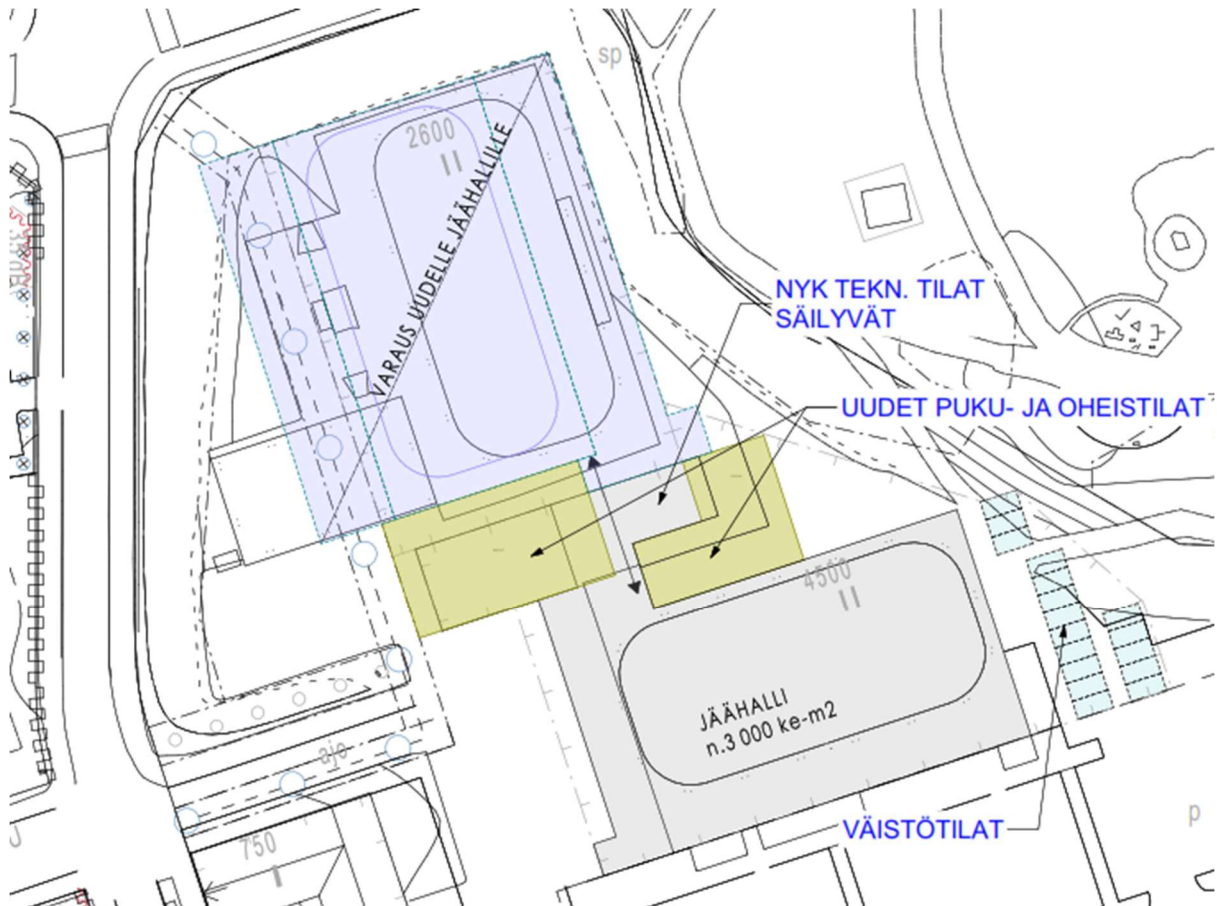 sp
2600
II
VARAUS UUDELLE JÄÄHALLILLE
NYK TEKN. TILAT
SÄILYVÄT
UUDET PUKU- JA OHEISTILAT
4500
II
JÄÄHALLI
n.3 000 ke-m2
ajo
VÄISTÖTILAT
p
750
I